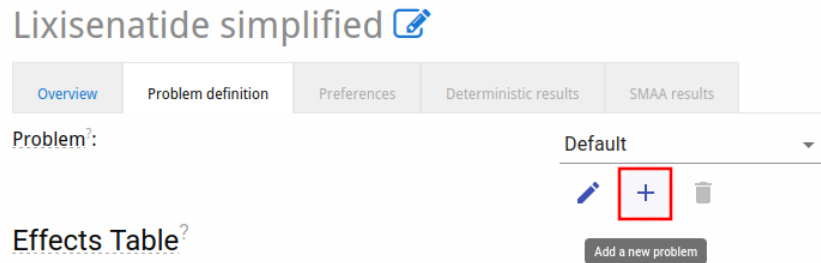 Lixisenatide simplified
Overview Problem definition Preferences Deterministic results SMAA results
Problem?: Default
Effects Table?
Add a new problem